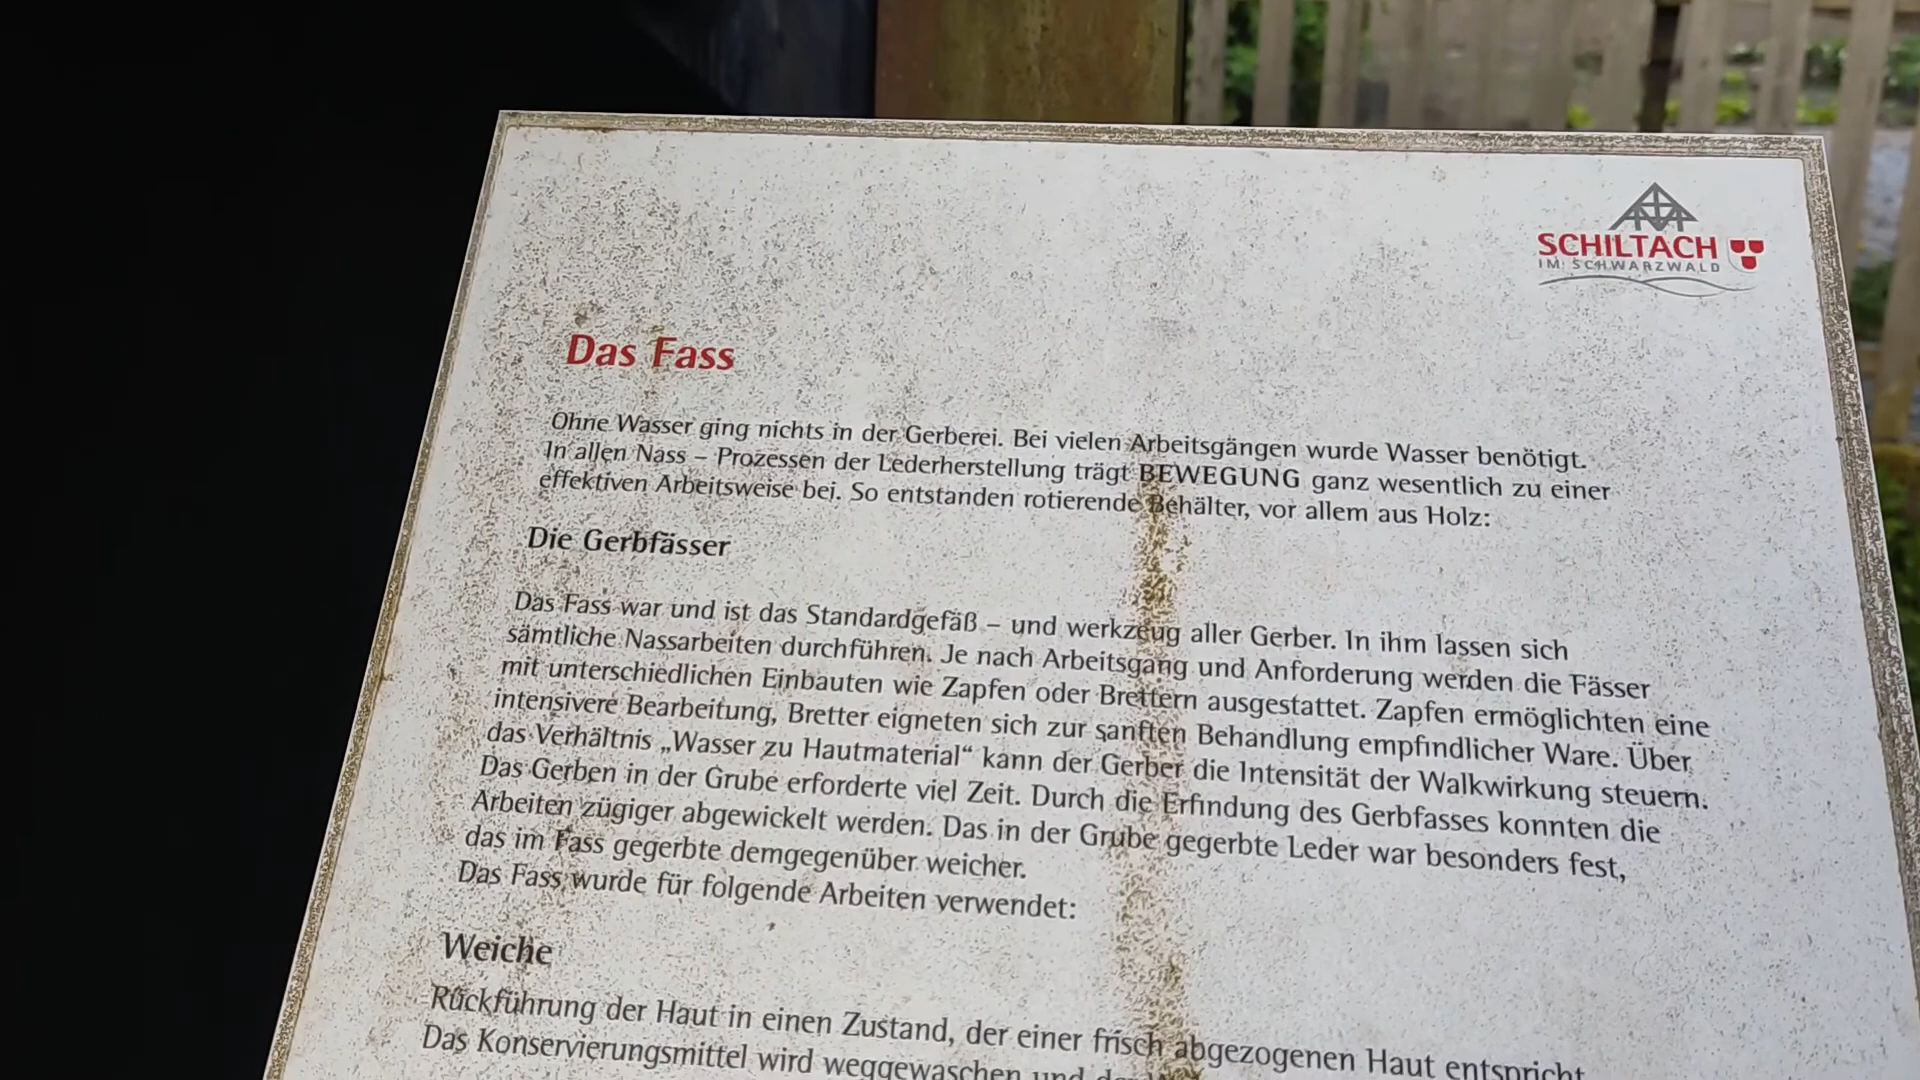 SCHILTACH
IM SCHWARZWALD
Das Fass
Ohne Wasser ging nichts in der Gerberei. Bei vielen Arbeitsgängen wurde Wasser benötigt.
In allen Nass – Prozessen der Lederherstellung trägt BEWEGUNG ganz wesentlich zu einer
effektiven Arbeitsweise bei. So entstanden rotierende Behälter, vor allem aus Holz:
Die Gerbfässer
Das Fass war und ist das Standardgefäß – und werkzeug aller Gerber. In ihm lassen sich
sämtliche Nassarbeiten durchführen. Je nach Arbeitsgang und Anforderung werden die Fässer
mit unterschiedlichen Einbauten wie Zapfen oder Brettern ausgestattet. Zapfen ermöglichten eine
intensivere Bearbeitung, Bretter eigneten sich zur sanften Behandlung empfindlicher Ware. Über
das Verhältnis „Wasser zu Hautmaterial“ kann der Gerber die Intensität der Walkwirkung steuern.
Das Gerben in der Grube erforderte viel Zeit. Durch die Erfindung des Gerbfasses konnten die
Arbeiten zügiger abgewickelt werden. Das in der Grube gegerbte Leder war besonders fest,
das im Fass gegerbte demgegenüber weicher.
Das Fass wurde für folgende Arbeiten verwendet:
Weiche
Rückführung der Haut in einen Zustand, der einer frisch abgezogenen Haut entspricht
Das Konservierungsmittel wird weggewaschen und